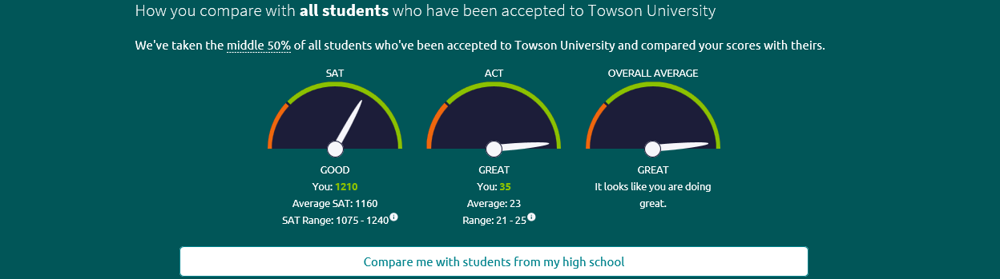 How you compare with all students who have been accepted to Towson University
We've taken the middle 50% of all students who've been accepted to Towson University and compared your scores with theirs.
SAT
GOOD
You: 1210
Average SAT: 1160
SAT Range: 1075 - 1240 i
ACT
GREAT
You: 35
Average: 23
Range: 21 - 25 i
OVERALL AVERAGE
GREAT
It looks like you are doing
great.
Compare me with students from my high school